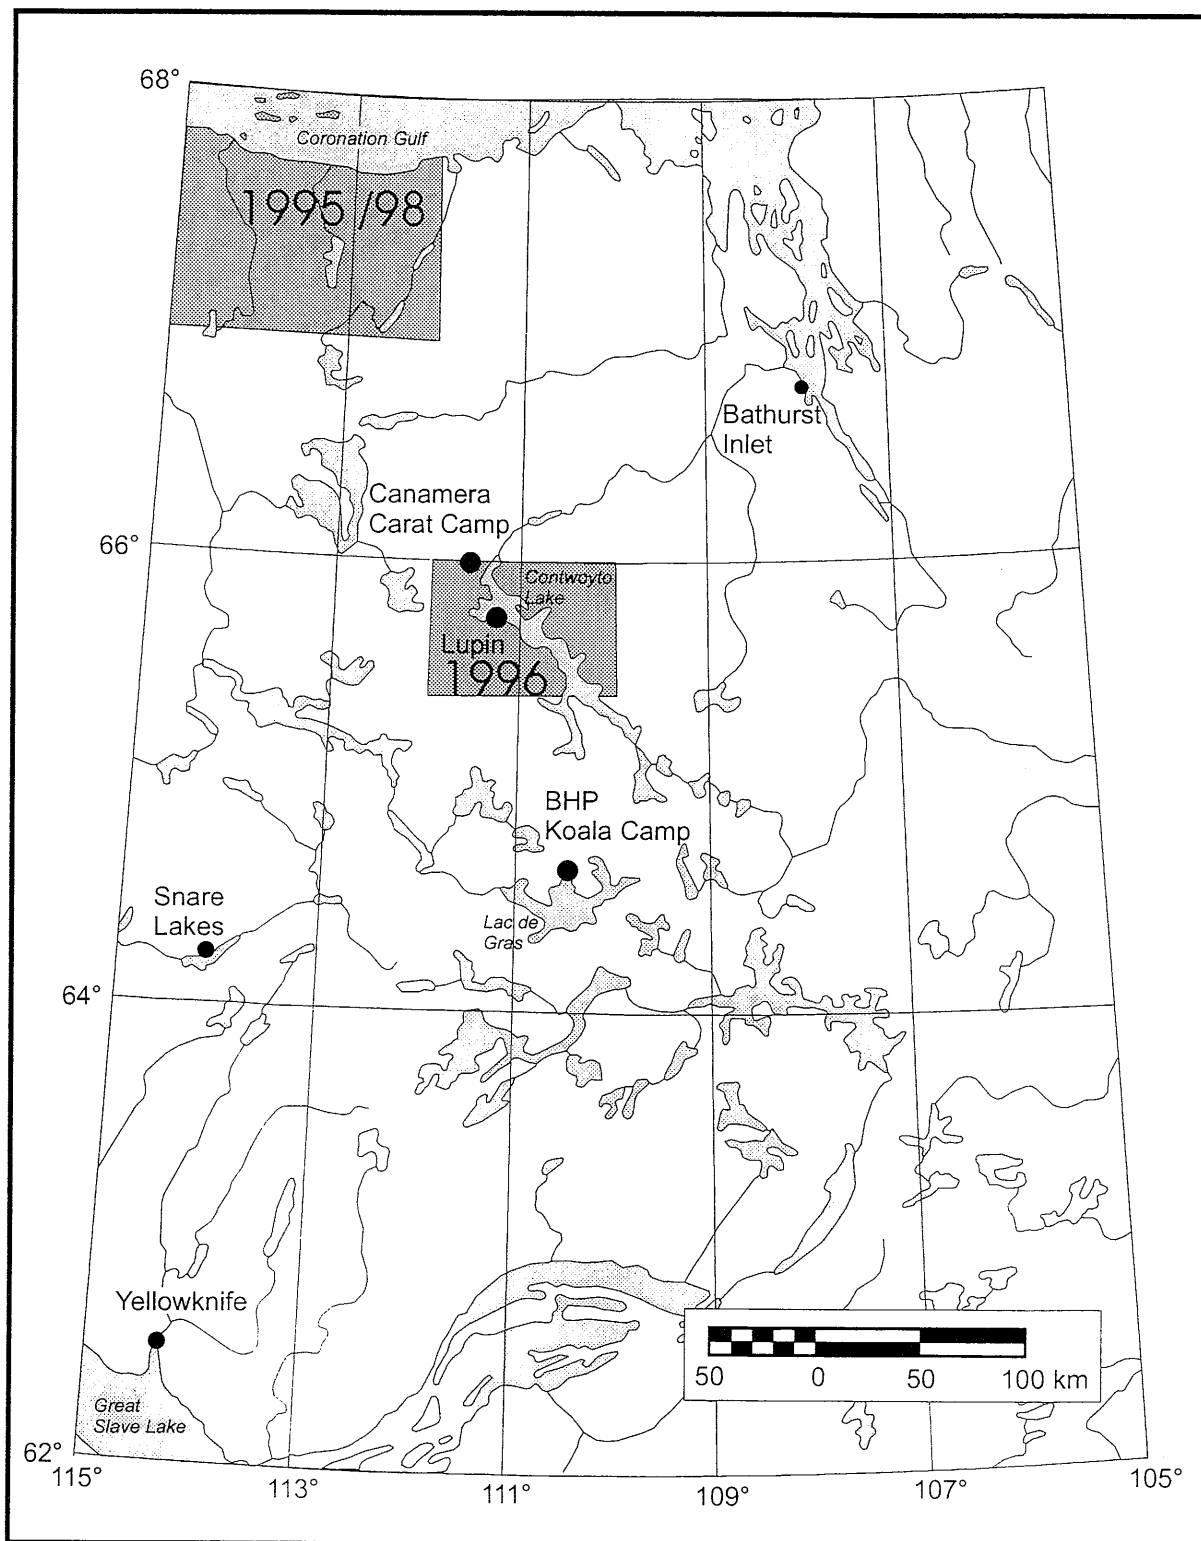 68°
Coronation Gulf
1995 /98
Bathurst
Inlet
Canamera
Carat Camp
66°
Contwoyto
Lake
Lupin
1996
BHP
Koala Camp
Snare
Lakes
Lac de
Gras
64°
Yellowknife
50 0 50 100 km
Great
Slave Lake
62°
115° 113° 111° 109° 107° 105°